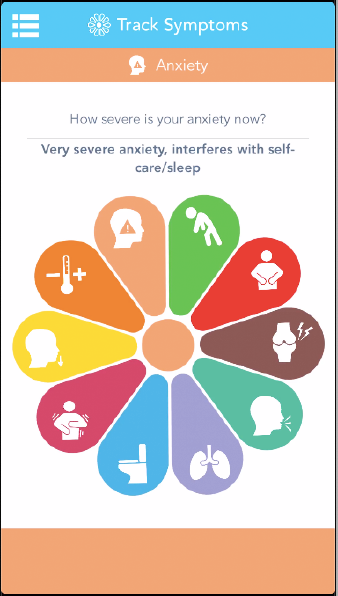 Track Symptoms
Anxiety
How severe is your anxiety now?
Very severe anxiety, interferes with self-
care/sleep